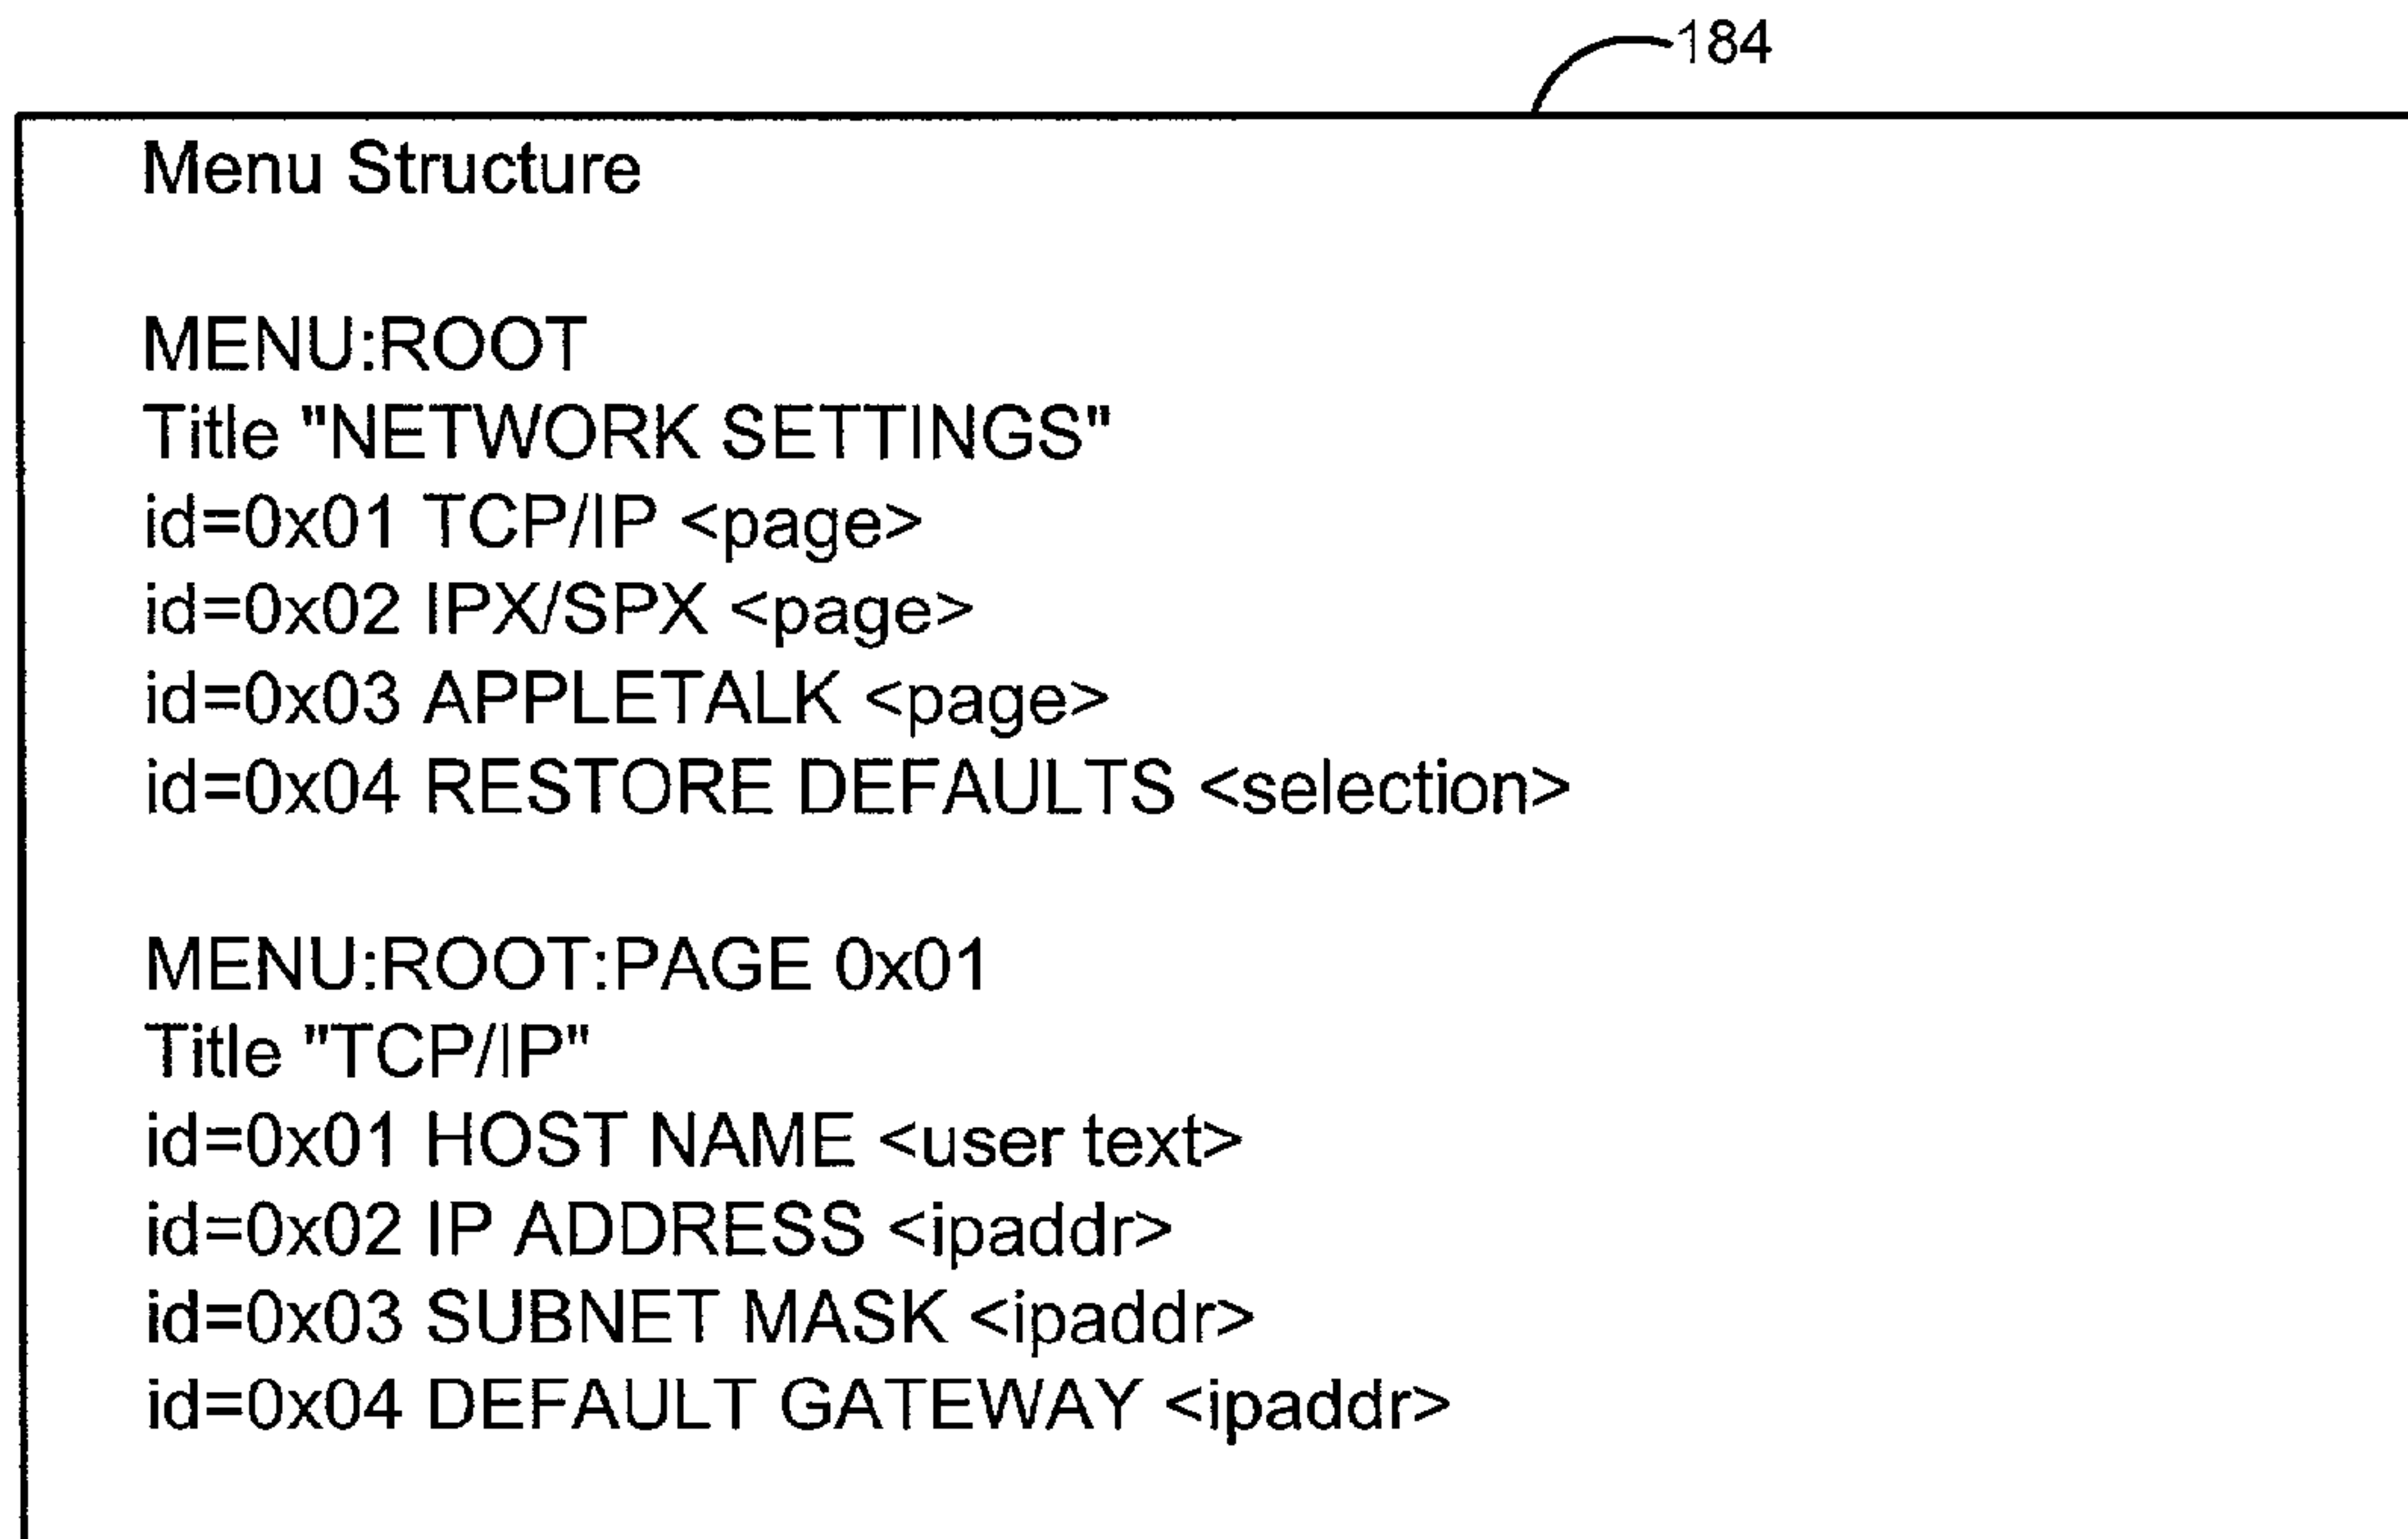 184
Menu Structure
MENU:ROOT
Title "NETWORK SETTINGS"
id=0x01 TCP/IP <page>
id=0x02 IPX/SPX <page>
id=0x03 APPLETALK <page>
id=0x04 RESTORE DEFAULTS <selection>
MENU:ROOT:PAGE 0x01
Title "TCP/IP"
id=0x01 HOST NAME <user text>
id=0x02 IP ADDRESS <ipaddr>
id=0x03 SUBNET MASK <ipaddr>
id=0x04 DEFAULT GATEWAY <ipaddr>